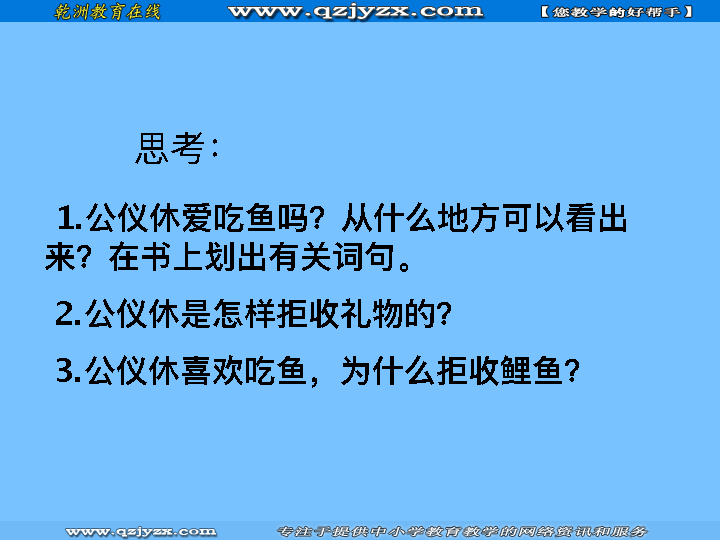 乾洲教育在线 www.qzjyzx.com 【您教学的好帮手】
思考：
1.公仪休爱吃鱼吗？从什么地方可以看出
来？在书上划出有关词句。
2.公仪休是怎样拒收礼物的？
3.公仪休喜欢吃鱼，为什么拒收鲤鱼？
www.qzjyzx.com 专注于提供中小学教育教学的网络资讯和服务